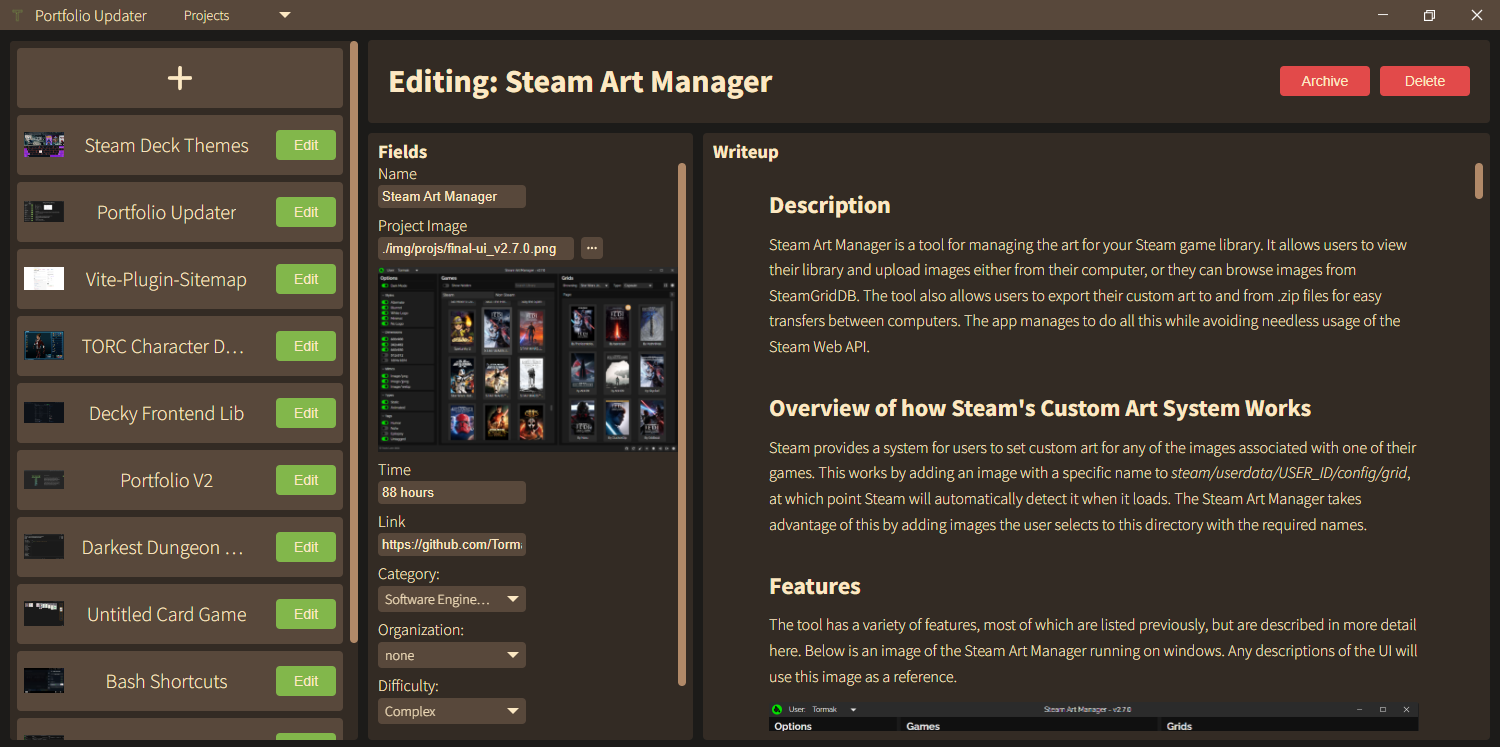 Portfolio Updater Projects
Steam Deck Themes Edit
Portfolio Updater Edit
Vite-Plugin-Sitemap Edit
TORC Character D... Edit
Decky Frontend Lib Edit
Portfolio V2 Edit
Darkest Dungeon ... Edit
Untitled Card Game Edit
Bash Shortcuts Edit
Editing: Steam Art Manager
Archive Delete
Fields
Name
Steam Art Manager
Project Image
./img/projs/final-ui_v2.7.0.png ...
Options Games Grids
Time
88 hours
Link
https://github.com/Torma
Category:
Software Engine...
Organization:
none
Difficulty:
Complex
Writeup
Description
Steam Art Manager is a tool for managing the art for your Steam game library. It allows users to view
their library and upload images either from their computer, or they can browse images from
SteamGridDB. The tool also allows users to export their custom art to and from .zip files for easy
transfers between computers. The app manages to do all this while avoiding needless usage of the
Steam Web API.
Overview of how Steam's Custom Art System Works
Steam provides a system for users to set custom art for any of the images associated with one of their
games. This works by adding an image with a specific name to steam/userdata/USER_ID/config/grid,
at which point Steam will automatically detect it when it loads. The Steam Art Manager takes
advantage of this by adding images the user selects to this directory with the required names.
Features
The tool has a variety of features, most of which are listed previously, but are described in more detail
here. Below is an image of the Steam Art Manager running on windows. Any descriptions of the UI will
use this image as a reference.
User: Tormak Steam Art Manager - v2.7.0
Options Games Grids